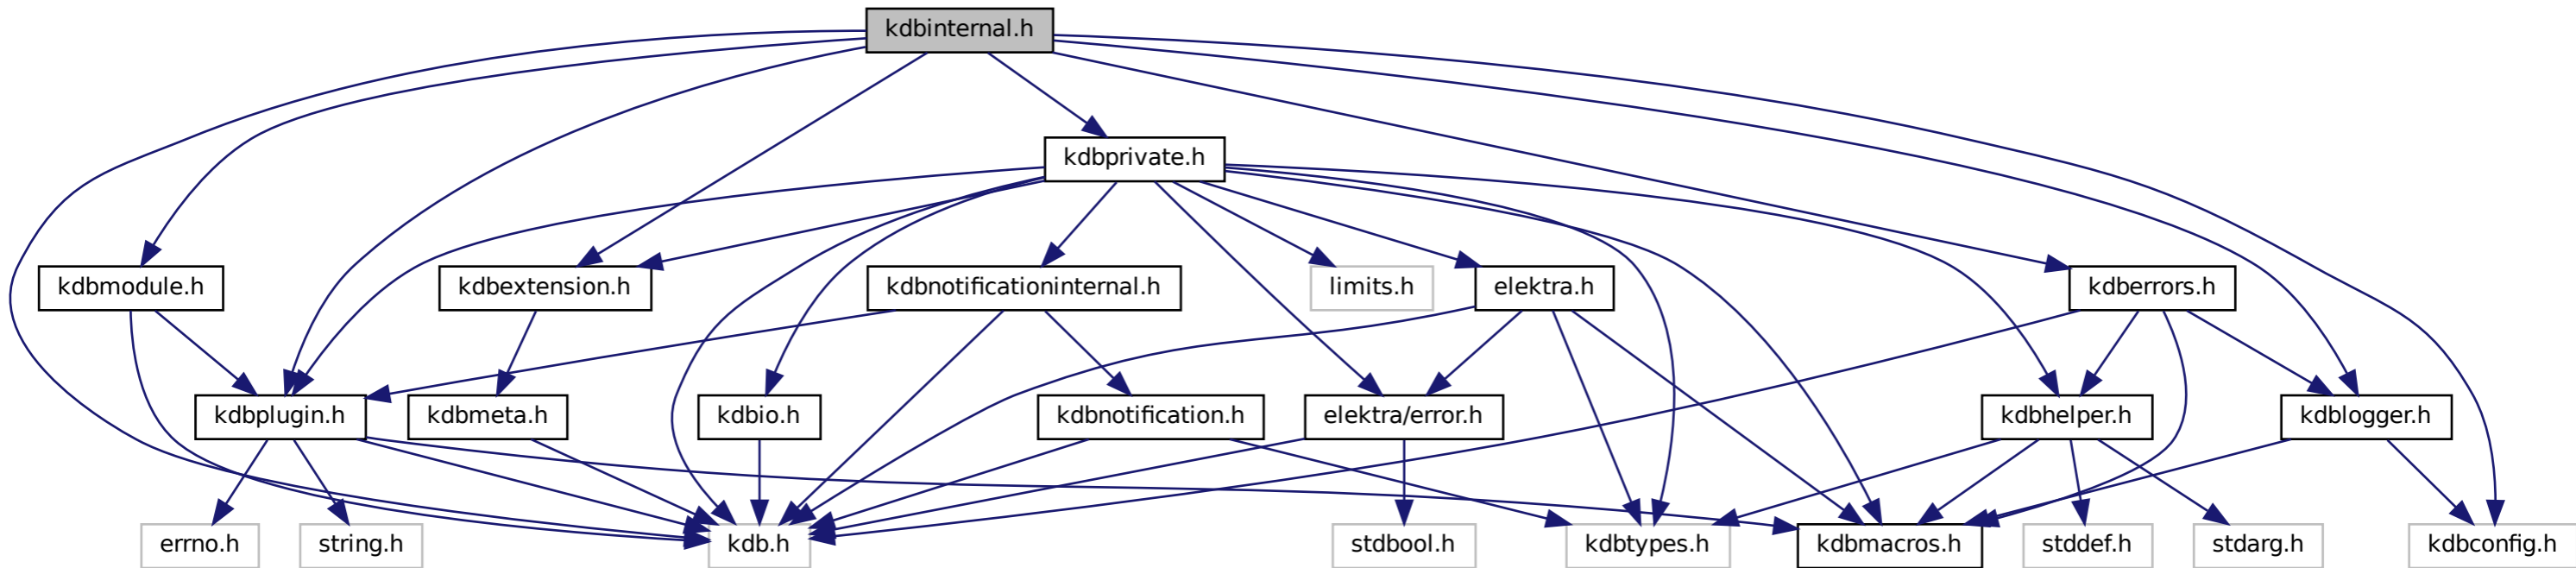 kdbinternal.h
kdbprivate.h
kdbmodule.h
kdbextension.h
kdbnotificationinternal.h
limits.h
elektra.h
kdberrors.h
kdbplugin.h
kdbmeta.h
kdbio.h
kdbnotification.h
elektra/error.h
kdbhelper.h
kdblogger.h
errno.h
string.h
kdb.h
stdbool.h
kdbtypes.h
kdbmacros.h
stddef.h
stdarg.h
kdbconfig.h